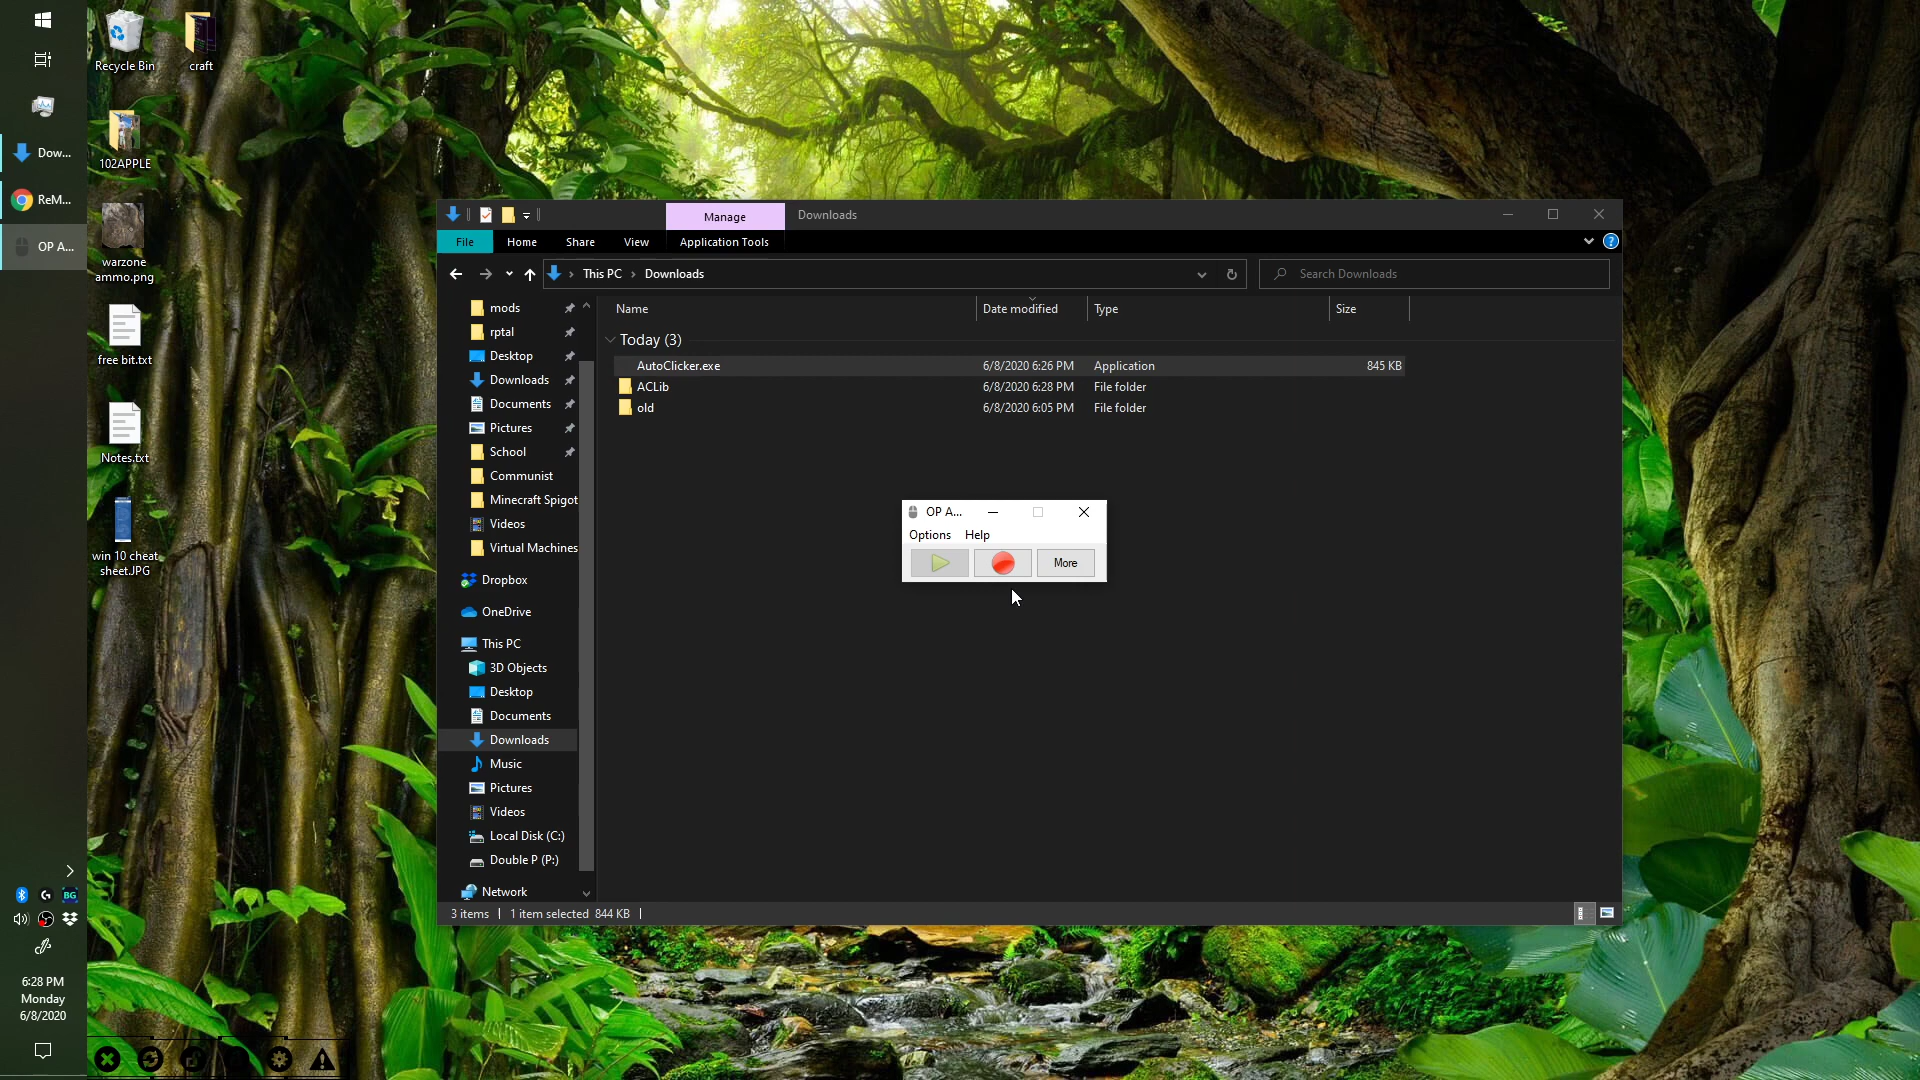 Recycle Bin
craft
102APPLE
Dow...
ReM...
OP A...
warzone
ammo.png
free bit.txt
Notes.txt
win 10 cheat
sheet.JPG
Manage
Downloads
File
Home
Share
View
Application Tools
?
This PC
Downloads
Search Downloads
Name
Date modified
Type
Size
mods
rptal
Desktop
Downloads
Documents
Pictures
School
Communist
Minecraft Spigot
Videos
Virtual Machines
Dropbox
OneDrive
This PC
3D Objects
Desktop
Documents
Downloads
Music
Pictures
Videos
Local Disk (C:)
Double P (P:)
Network
Today (3)
AutoClicker.exe 6/8/2020 6:26 PM Application 845 KB
ACLib 6/8/2020 6:28 PM File folder
old 6/8/2020 6:05 PM File folder
OP A...
Options Help
More
3 items 1 item selected 844 KB
BG
6:28 PM
Monday
6/8/2020